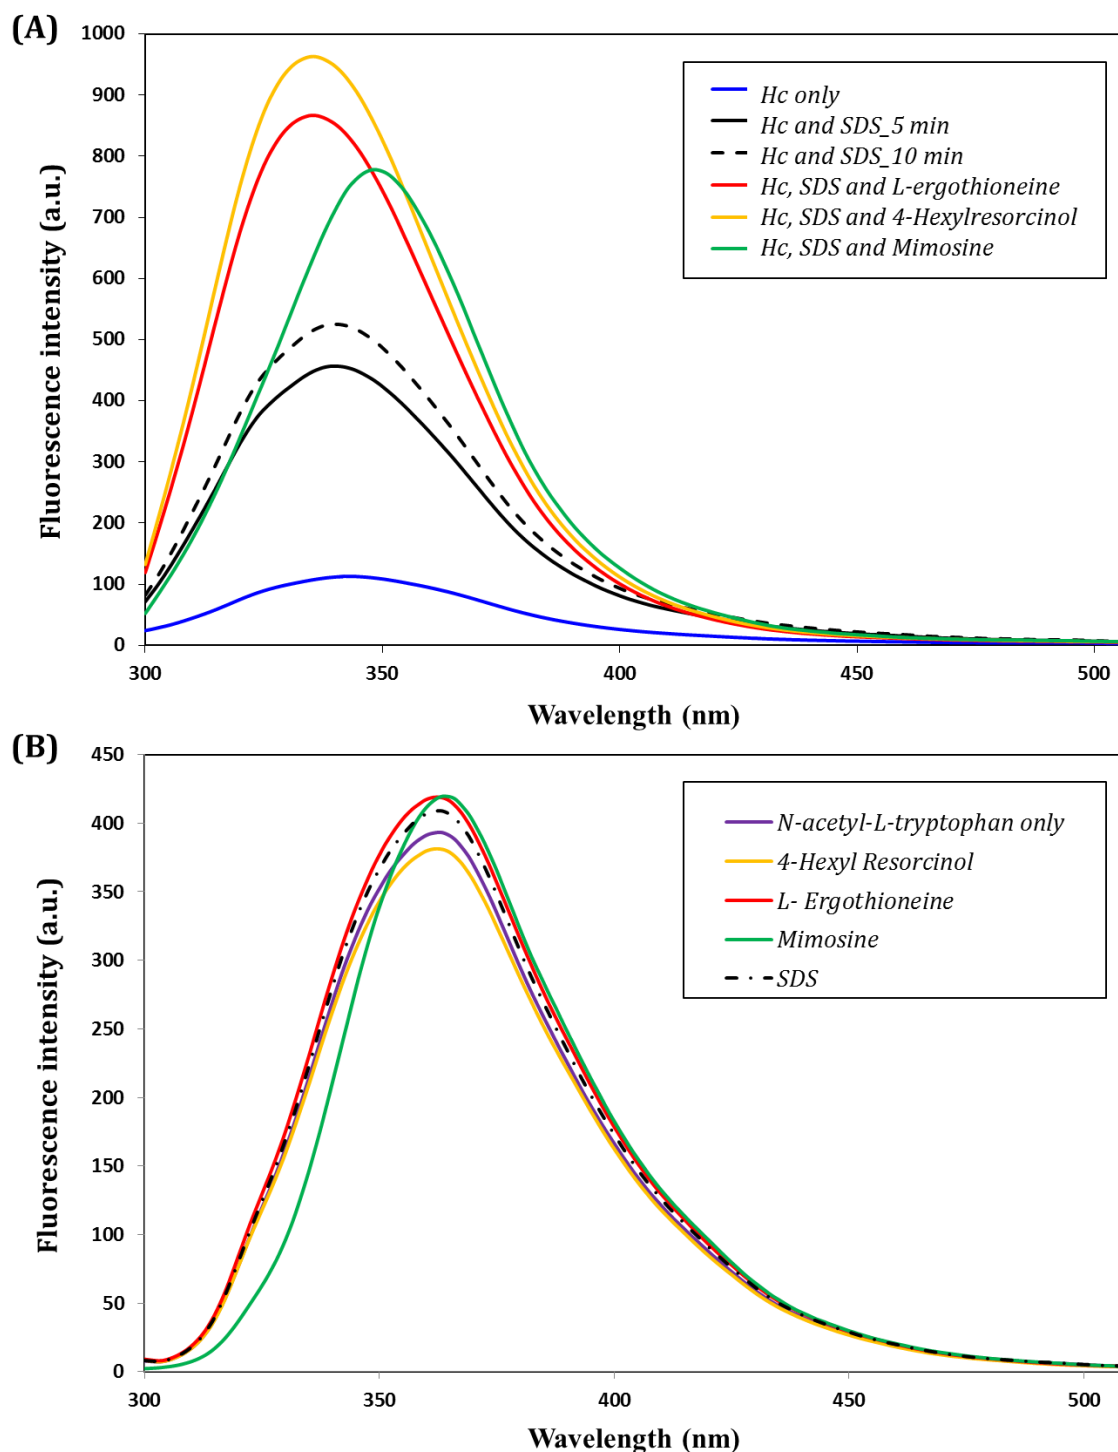 (A)
1000
900
800
700
600
500
400
300
200
100
0
Fluorescence intensity (a.u.)
Hc only
Hc and SDS_5 min
Hc and SDS_10 min
Hc, SDS and L-ergothioneine
Hc, SDS and 4-Hexylresorcinol
Hc, SDS and Mimosine
300 350 400 450 500
Wavelength (nm)
(B)
450
400
350
300
250
200
150
100
50
0
Fluorescence intensity (a.u.)
N-acetyl-L-tryptophan only
4-Hexyl Resorcinol
L- Ergothioneine
Mimosine
SDS
300 350 400 450 500
Wavelength (nm)